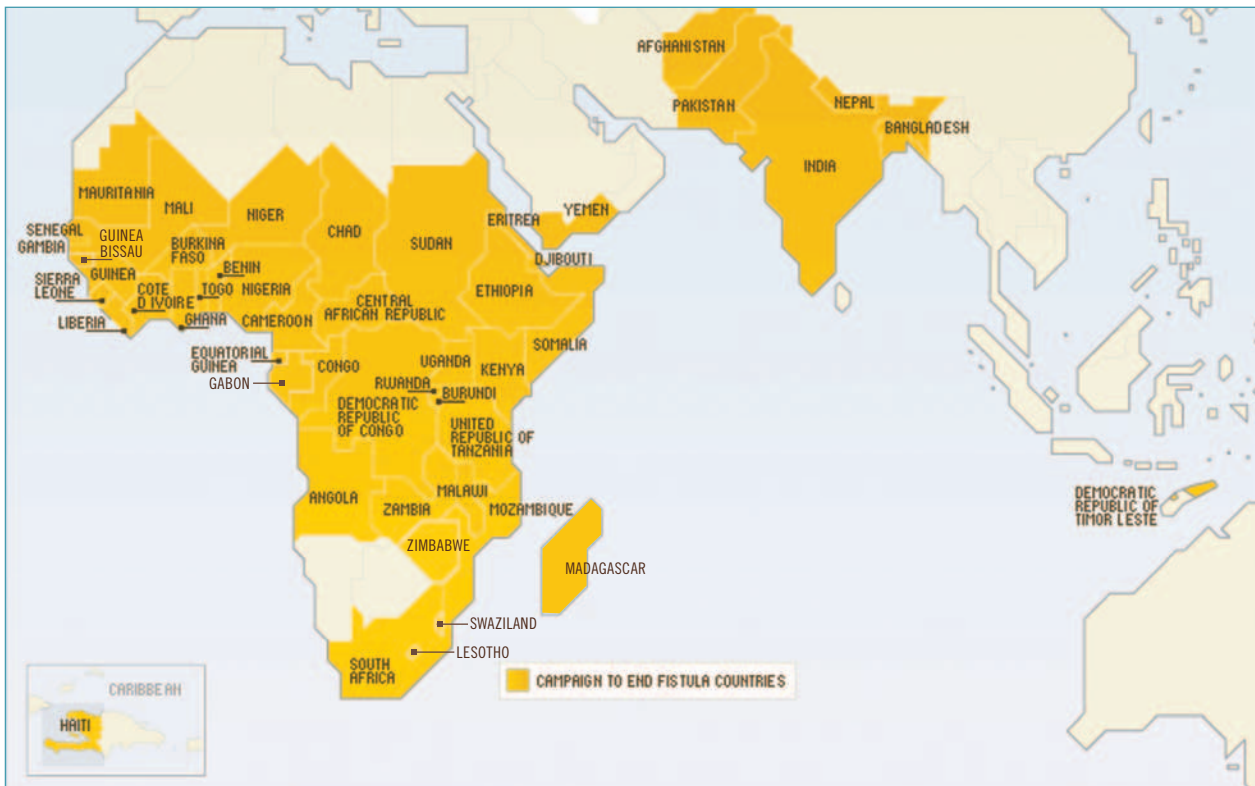 AFGHANISTAN
PAKISTAN
NEPAL
BANGLADESH
INDIA
MAURITANIA
MALI
NIGER
CHAD
SUDAN
ERITREA
YEMEN
SENEGAL
GAMBIA
GUINEA
BISSAU
BURKINA
FASO
DJIBOUTI
GUINEA
BENIN
SIERRA
LEONE
COTE
D IVOIRE
TOGO
NIGERIA
ETHIOPIA
CENTRAL
AFRICAN REPUBLIC
LIBERIA
GHANA
CAMEROON
SOMALIA
EQUATORIAL
GUINEA
CONGO
UGANDA
KENYA
GABON
RWANDA
BURUNDI
DEMOCRATIC
REPUBLIC
OF CONGO
UNITED
REPUBLIC OF
TANZANIA
ANGOLA
MALAWI
ZAMBIA
MOZAMBIQUE
DEMOCRATIC
REPUBLIC OF
TIMOR LESTE
ZIMBABWE
MADAGASCAR
SWAZILAND
LESOTHO
SOUTH
AFRICA
CAMPAIGN TO END FISTULA COUNTRIES
CARIBBEAN
HAITI